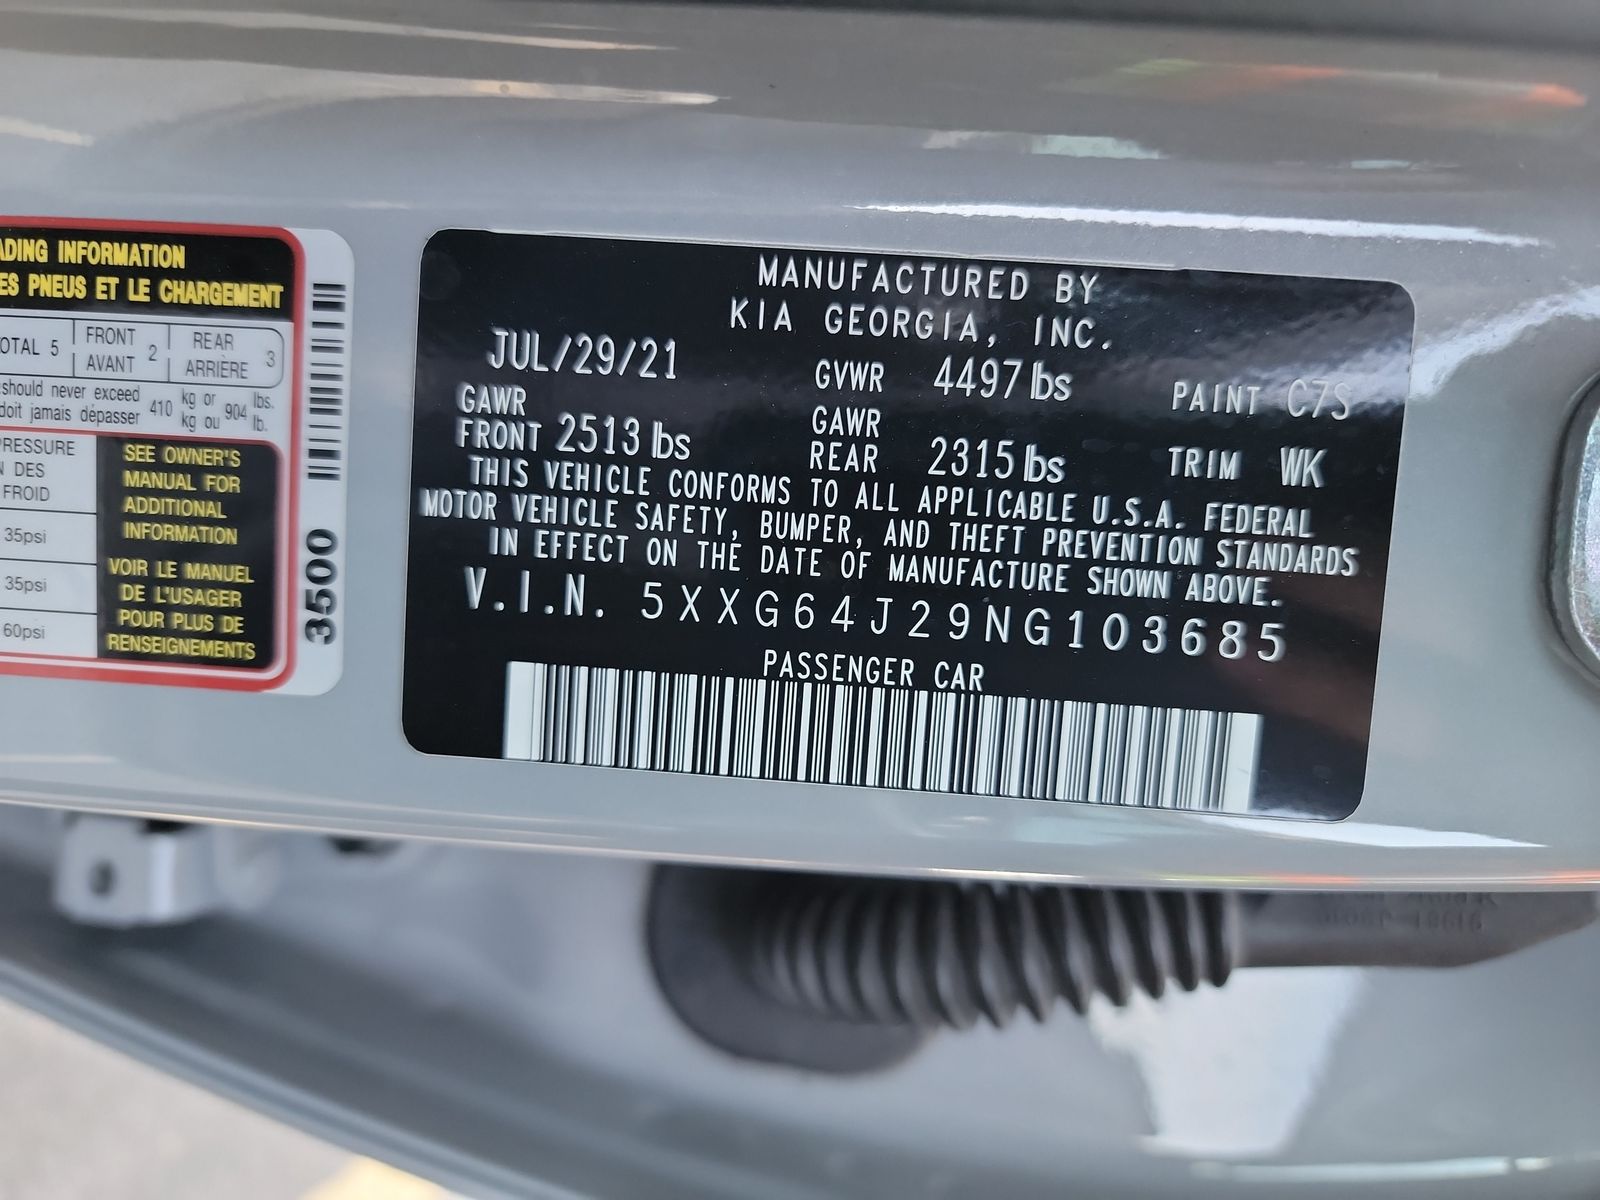 ADING INFORMATION
ES PNEUS ET LE CHARGEMENT
OTAL 5
FRONT
AVANT
2
REAR
ARRIÈRE
3
should never exceed
doit jamais dépasser
410
kg or
kg ou
904
lbs.
lb.
PRESSURE
N DES
FROID
35psi
35psi
60psi
SEE OWNER'S
MANUAL FOR
ADDITIONAL
INFORMATION
VOIR LE MANUEL
DE L'USAGER
POUR PLUS DE
RENSEIGNEMENTS
3500
MANUFACTURED BY
KIA GEORGIA, INC.
JUL/29/21 GVWR 4497 lbs PAINT C7S
GAWR
FRONT 2513 lbs
GAWR
REAR 2315 lbs TRIM WK
THIS VEHICLE CONFORMS TO ALL APPLICABLE U.S.A. FEDERAL
MOTOR VEHICLE SAFETY, BUMPER, AND THEFT PREVENTION STANDARDS
IN EFFECT ON THE DATE OF MANUFACTURE SHOWN ABOVE.
V.I.N. 5XXG64J29NG103685
PASSENGER CAR